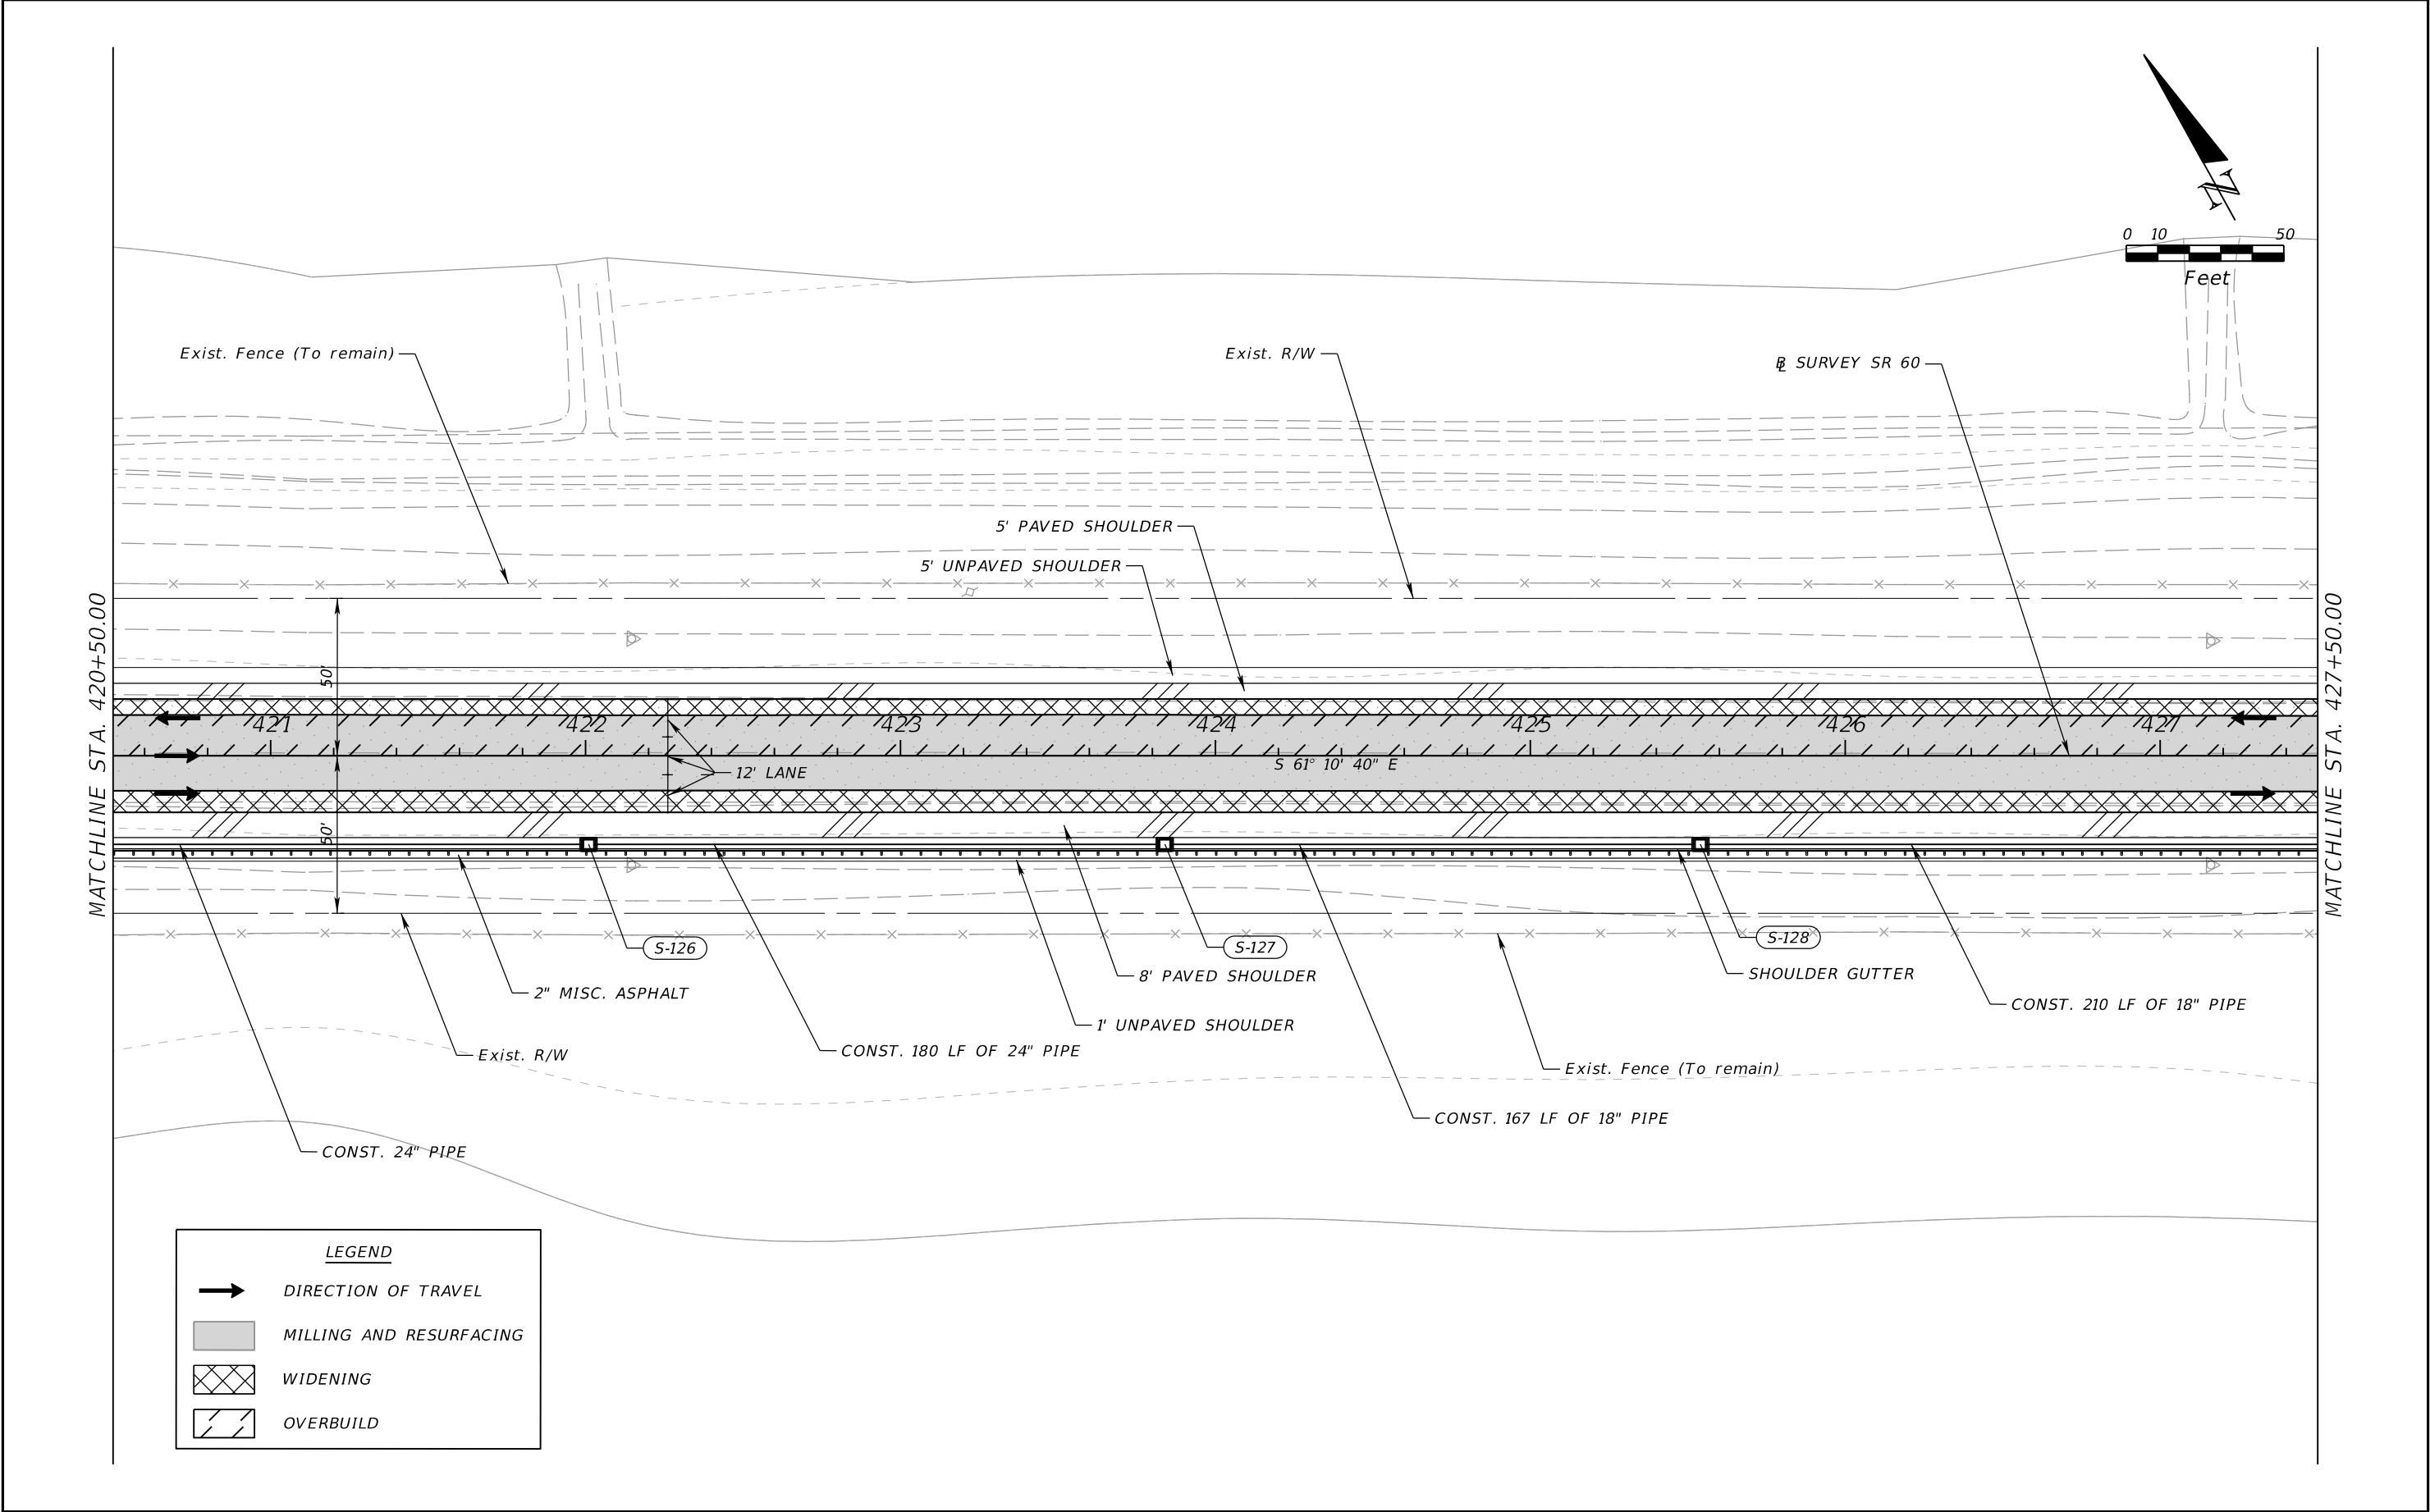 N
0 10 50
Feet
Exist. Fence (To remain)
Exist. R/W
BL SURVEY SR 60
5' PAVED SHOULDER
5' UNPAVED SHOULDER
MATCHLINE STA. 420+50.00
MATCHLINE STA. 427+50.00
50'
421 422 423 424 425 426 427
12' LANE
S 61° 10' 40" E
50'
S-126
S-127
S-128
8' PAVED SHOULDER
SHOULDER GUTTER
2" MISC. ASPHALT
CONST. 210 LF OF 18" PIPE
1' UNPAVED SHOULDER
Exist. R/W
CONST. 180 LF OF 24" PIPE
Exist. Fence (To remain)
CONST. 167 LF OF 18" PIPE
CONST. 24" PIPE
LEGEND
DIRECTION OF TRAVEL
MILLING AND RESURFACING
WIDENING
OVERBUILD